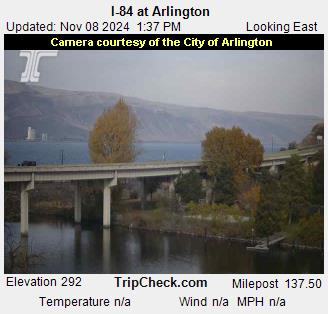 I-84 at Arlington
Updated: Nov 08 2024 1:37 PM Looking East
Camera courtesy of the City of Arlington
Elevation 292 TripCheck.com Milepost 137.50
Temperature n/a Wind n/a MPH n/a